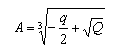 A = ∛(-q/2 + √Q)